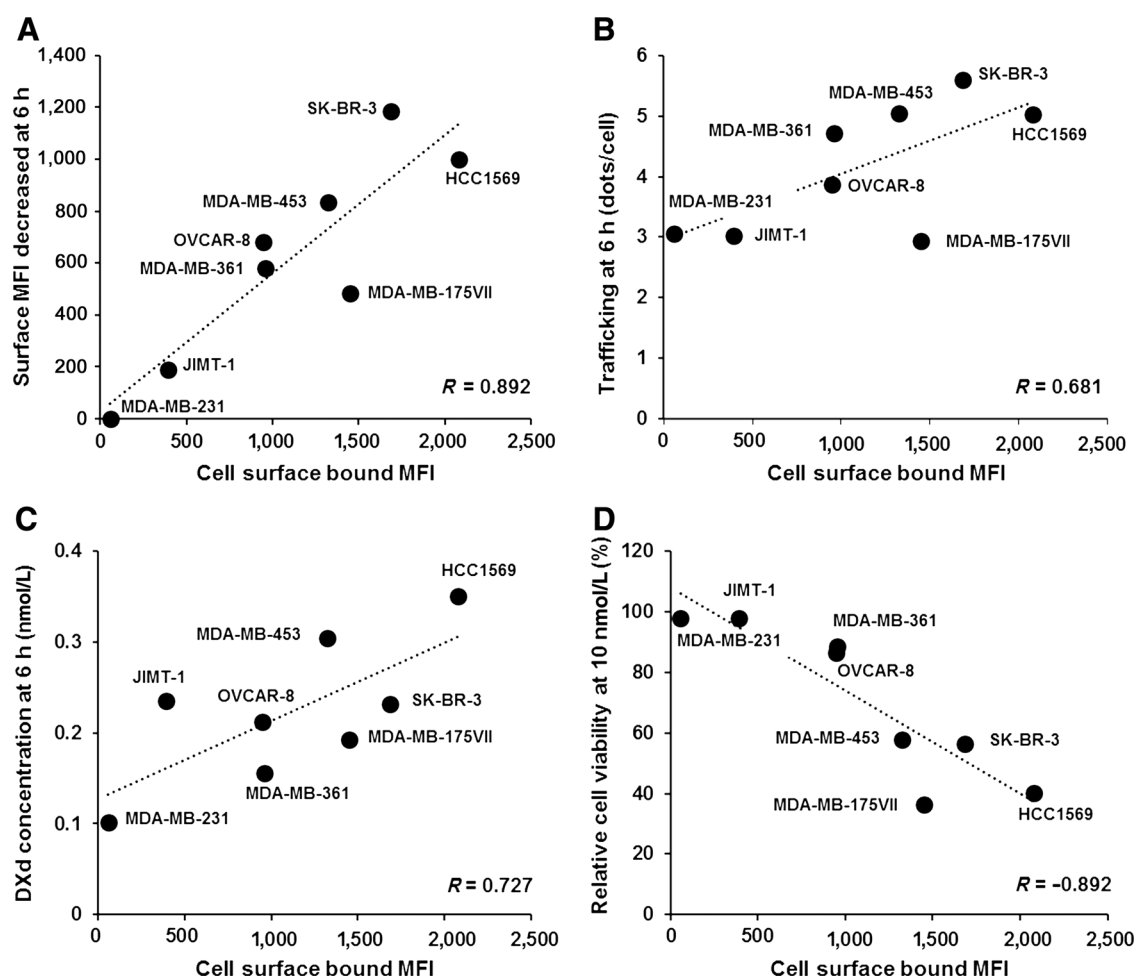 A
Surface MFI decreased at 6 h
1,400
1,200
1,000
800
600
400
200
0
SK-BR-3
HCC1569
MDA-MB-453
OVCAR-8
MDA-MB-361
MDA-MB-175VII
JIMT-1
MDA-MB-231
R = 0.892
0 500 1,000 1,500 2,000 2,500
Cell surface bound MFI
B
Trafficking at 6 h (dots/cell)
6
5
4
3
2
1
0
SK-BR-3
MDA-MB-453
MDA-MB-361
HCC1569
OVCAR-8
MDA-MB-231
JIMT-1
MDA-MB-175VII
R = 0.681
0 500 1,000 1,500 2,000 2,500
Cell surface bound MFI
C
DXd concentration at 6 h (nmol/L)
0.4
0.3
0.2
0.1
0
HCC1569
MDA-MB-453
JIMT-1
OVCAR-8
SK-BR-3
MDA-MB-175VII
MDA-MB-361
MDA-MB-231
R = 0.727
0 500 1,000 1,500 2,000 2,500
Cell surface bound MFI
D
Relative cell viability at 10 nmol/L (%)
120
100
80
60
40
20
0
JIMT-1
MDA-MB-231
MDA-MB-361
OVCAR-8
MDA-MB-453
SK-BR-3
MDA-MB-175VII
HCC1569
R = −0.892
0 500 1,000 1,500 2,000 2,500
Cell surface bound MFI